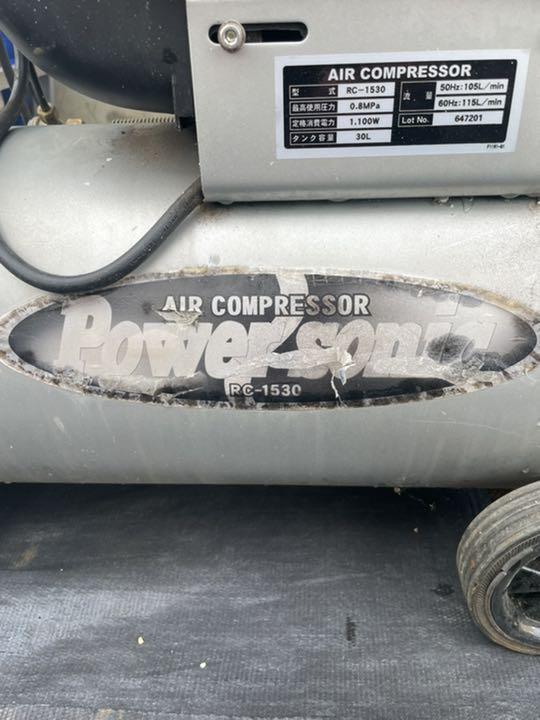 AIR COMPRESSOR
型式 RC-1530
最高使用圧力 0.8MPa
定格消費電力 1.100W
タンク容量 30L
流量 50Hz:105L/min
60Hz:115L/min
Lot No. 647201
AIR COMPRESSOR
Powersonic
RC-1530